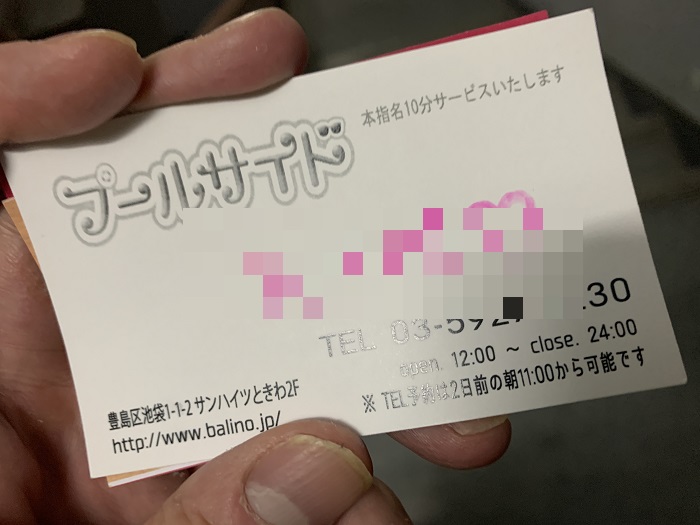 本指名10分サービスいたします
プールサイド
TEL 03-592
30
open. 12:00 ～ close. 24:00
※ TEL予約は2日前の朝11:00から可能です
豊島区池袋1-1-2 サンハイツときわ2F
http://www.balino.jp/